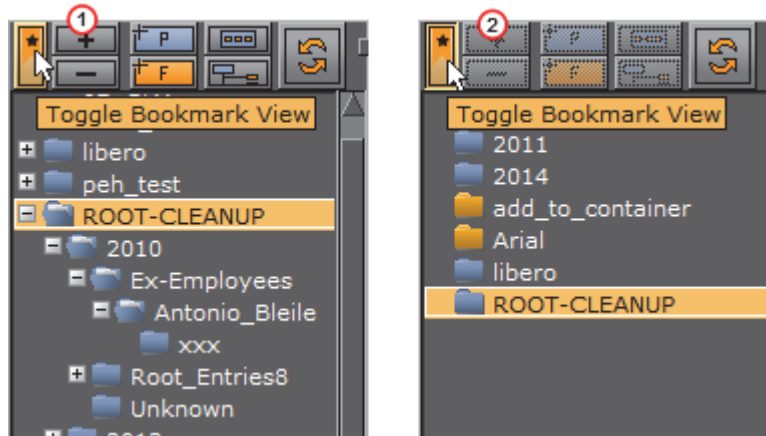 1
P
F
Toggle Bookmark View
libero
peh_test
ROOT-CLEANUP
2010
Ex-Employees
Antonio_Bleile
xxx
Root_Entries8
Unknown
2
P
F
Toggle Bookmark View
2011
2014
add_to_container
Arial
libero
ROOT-CLEANUP